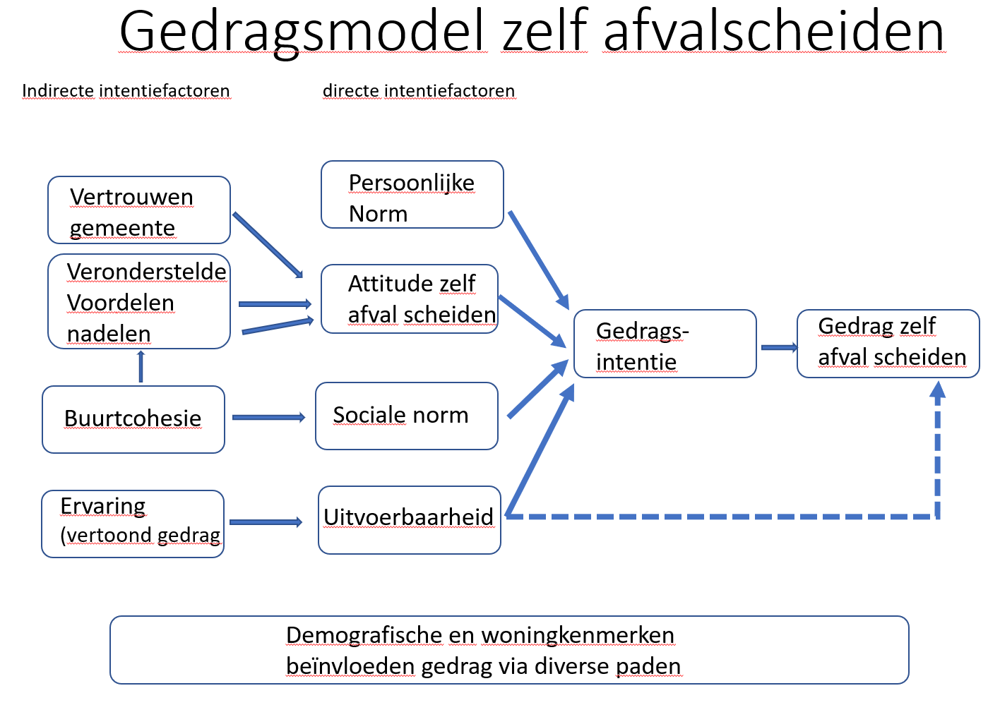 Gedragsmodel zelf afvalscheiden
Indirecte intentiefactoren
directe intentiefactoren
Vertrouwen
gemeente
Veronderstelde
Voordelen
nadelen
Buurtcohesie
Ervaring
(vertoond gedrag
Persoonlijke
Norm
Attitude zelf
afval scheiden
Sociale norm
Uitvoerbaarheid
Gedrags-
intentie
Gedrag zelf
afval scheiden
Demografische en woningkenmerken
beïnvloeden gedrag via diverse paden